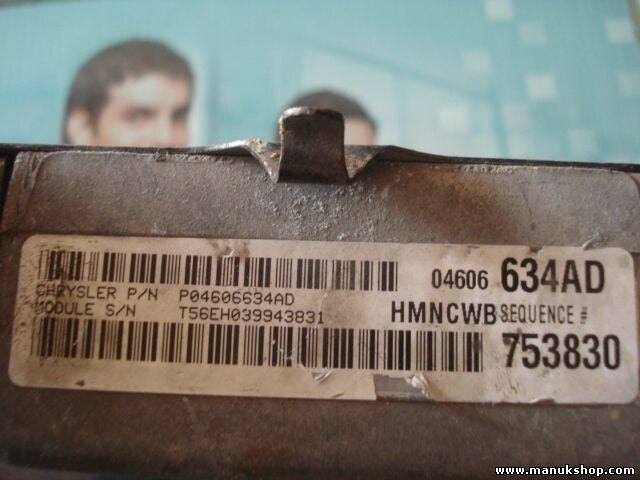 04606 634AD
CHRYSLER P/N P04606634AD
MODULE S/N T56EH039943831
HMNCWB SEQUENCE #
753830
www.manukshop.com